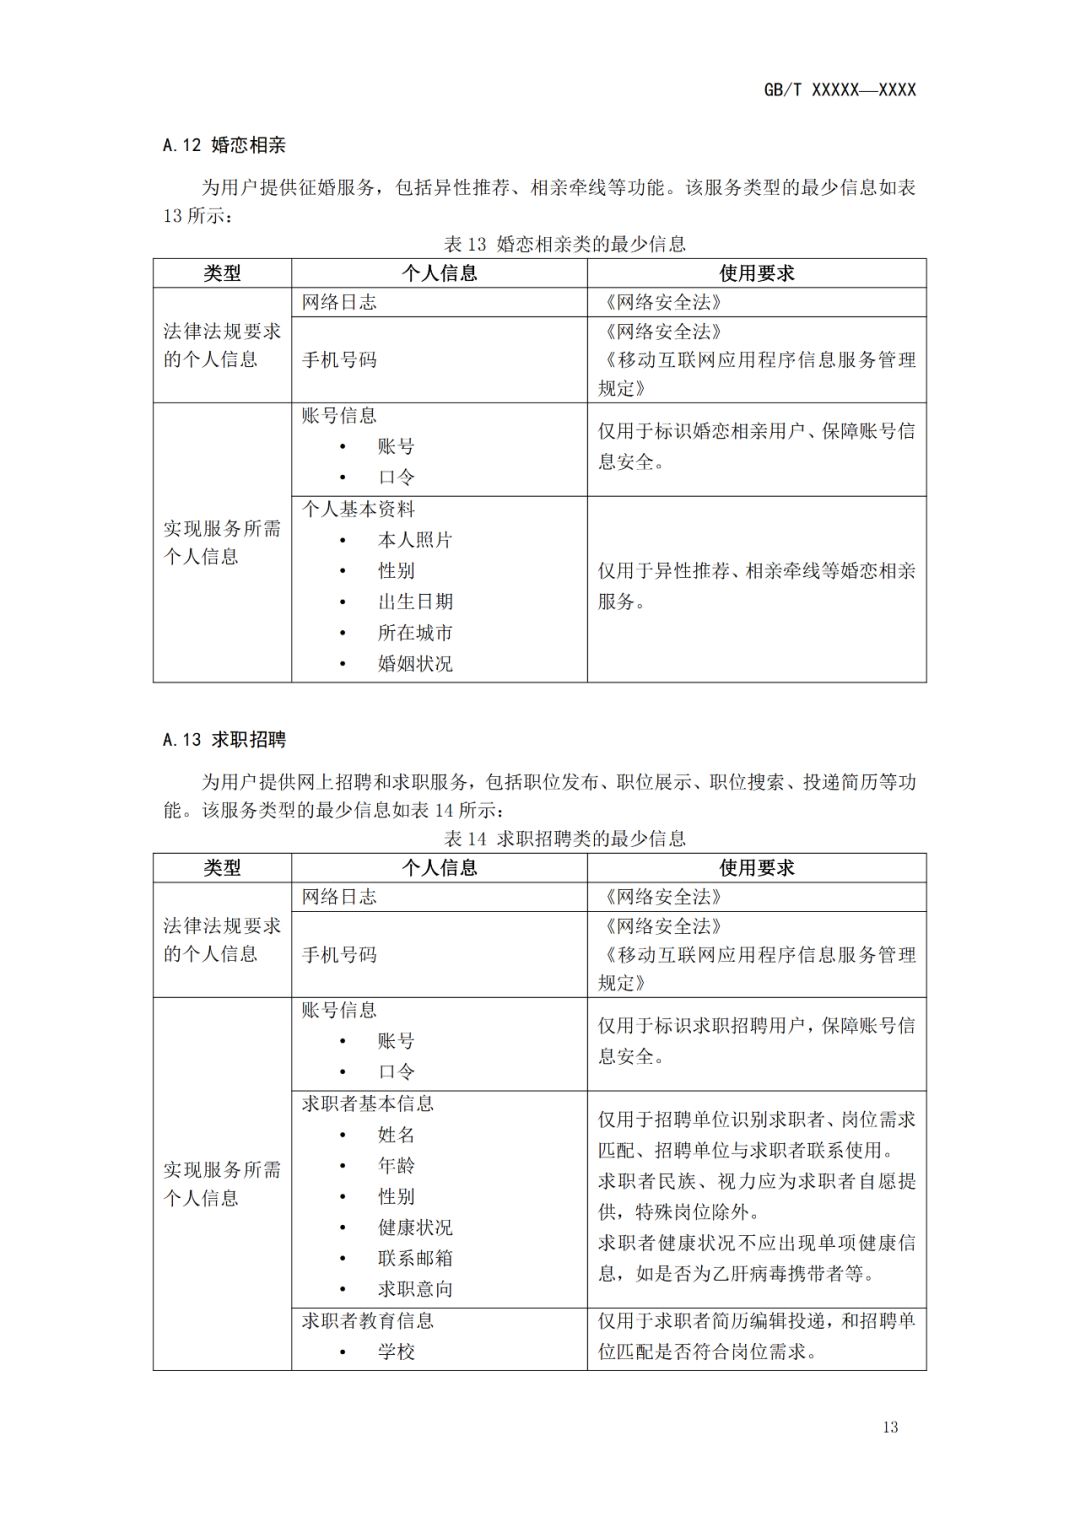 GB/T XXXXX—XXXX
A.12 婚恋相亲
为用户提供征婚服务，包括异性推荐、相亲牵线等功能。该服务类型的最少信息如表
13 所示：
表 13 婚恋相亲类的最少信息
类型 个人信息 使用要求
法律法规要求
的个人信息
网络日志
《网络安全法》
手机号码
《网络安全法》
《移动互联网应用程序信息服务管理
规定》
实现服务所需
个人信息
账号信息
• 账号
• 口令
仅用于标识婚恋相亲用户、保障账号信
息安全。
个人基本资料
• 本人照片
• 性别
• 出生日期
• 所在城市
• 婚姻状况
仅用于异性推荐、相亲牵线等婚恋相亲
服务。
A.13 求职招聘
为用户提供网上招聘和求职服务，包括职位发布、职位展示、职位搜索、投递简历等功
能。该服务类型的最少信息如表 14 所示：
表 14 求职招聘类的最少信息
类型 个人信息 使用要求
法律法规要求
的个人信息
网络日志
《网络安全法》
手机号码
《网络安全法》
《移动互联网应用程序信息服务管理
规定》
实现服务所需
个人信息
账号信息
• 账号
• 口令
仅用于标识求职招聘用户，保障账号信
息安全。
求职者基本信息
• 姓名
• 年龄
• 性别
• 健康状况
• 联系邮箱
• 求职意向
仅用于招聘单位识别求职者、岗位需求
匹配、招聘单位与求职者联系使用。
求职者民族、视力应为求职者自愿提
供，特殊岗位除外。
求职者健康状况不应出现单项健康信
息，如是否为乙肝病毒携带者等。
求职者教育信息
• 学校
仅用于求职者简历编辑投递，和招聘单
位匹配是否符合岗位需求。
13